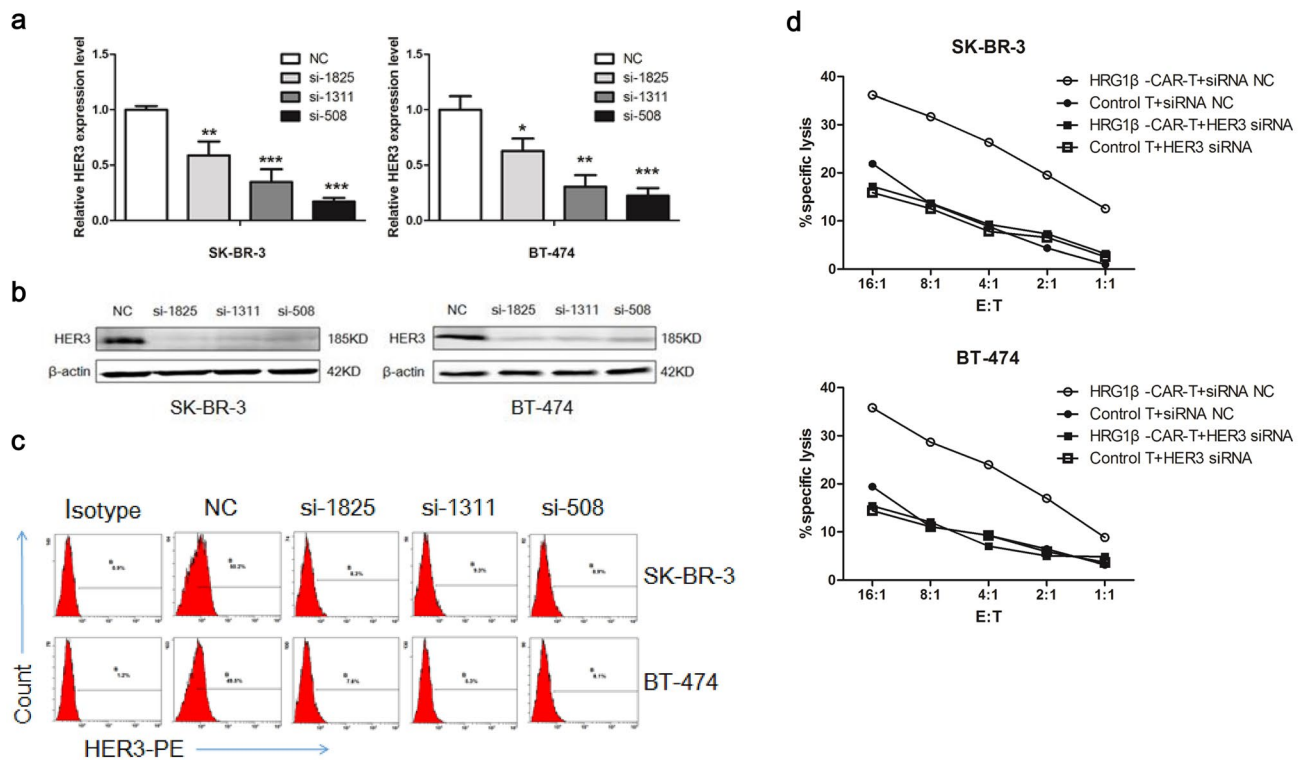 a
Relative HER3 expression level
1.5
1.0
0.5
0.0
NC
si-1825
si-1311
si-508
**
***
***
SK-BR-3
Relative HER3 expression level
1.5
1.0
0.5
0.0
NC
si-1825
si-1311
si-508
*
**
***
BT-474
b
NC si-1825 si-1311 si-508
HER3 185KD
β-actin 42KD
SK-BR-3
NC si-1825 si-1311 si-508
HER3 185KD
β-actin 42KD
BT-474
c
Isotype NC si-1825 si-1311 si-508
SK-BR-3
BT-474
Count
HER3-PE
d
SK-BR-3
% specific lysis
40
30
20
10
0
16:1 8:1 4:1 2:1 1:1
E:T
HRG1β -CAR-T+siRNA NC
Control T+siRNA NC
HRG1β -CAR-T+HER3 siRNA
Control T+HER3 siRNA
BT-474
% specific lysis
40
30
20
10
0
16:1 8:1 4:1 2:1 1:1
E:T
HRG1β -CAR-T+siRNA NC
Control T+siRNA NC
HRG1β -CAR-T+HER3 siRNA
Control T+HER3 siRNA